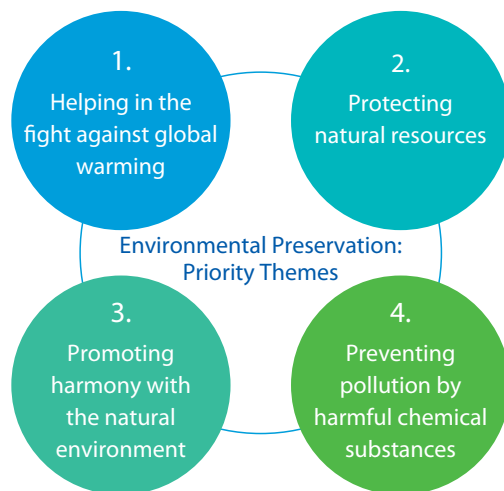 1.
Helping in the
fight against global
warming
2.
Protecting
natural resources
Environmental Preservation:
Priority Themes
3.
Promoting
harmony with
the natural
environment
4.
Preventing
pollution by
harmful chemical
substances